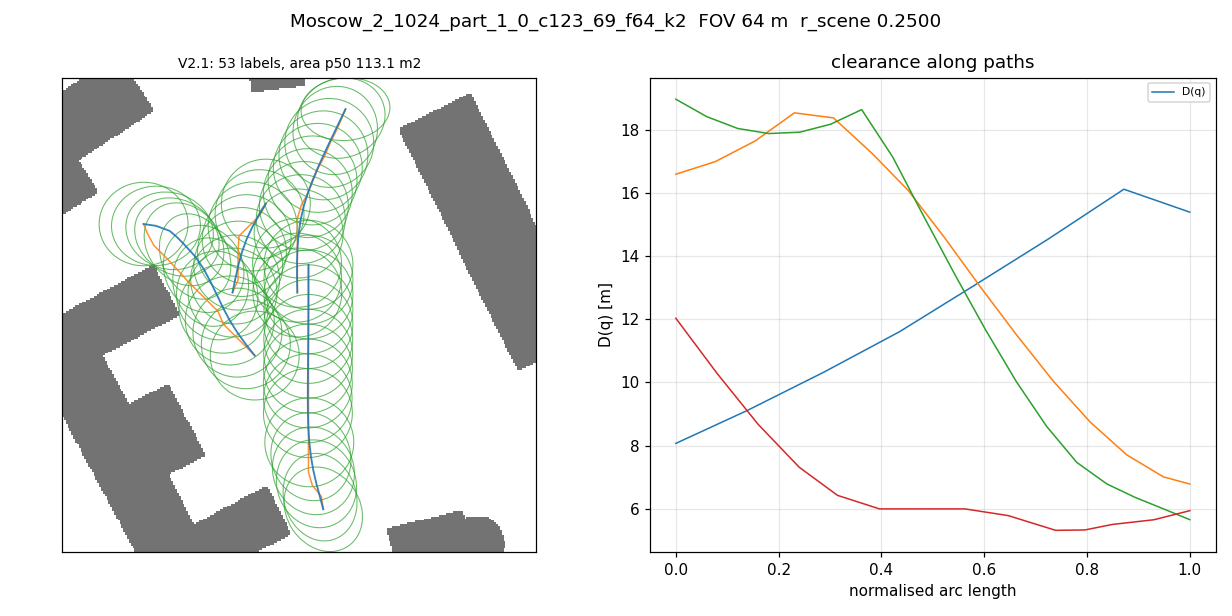 Moscow_2_1024_part_1_0_c123_69_f64_k2  FOV 64 m  r_scene 0.2500
V2.1: 53 labels, area p50 113.1 m2
clearance along paths
D(q)
D(q) [m]
18
16
14
12
10
8
6
0.0
0.2
0.4
0.6
0.8
1.0
normalised arc length